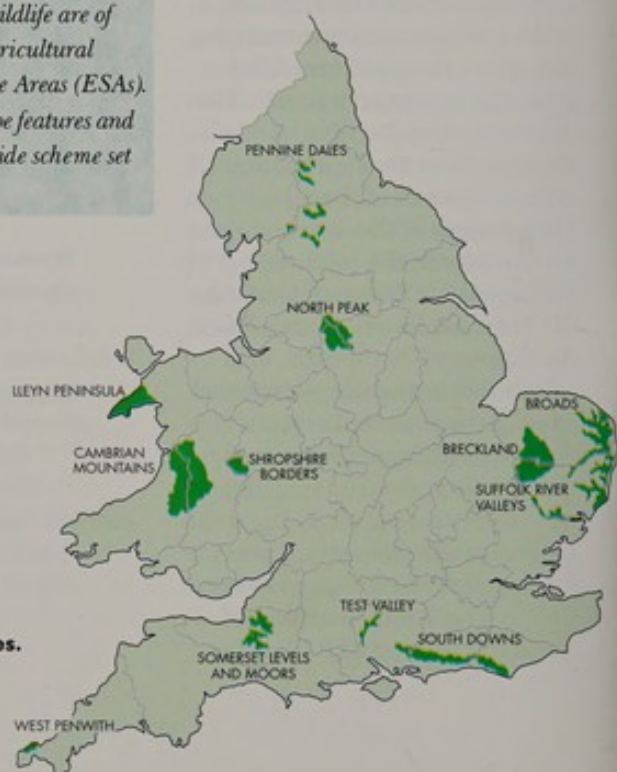 ildlife are of
ricultural
e Areas (ESAs).
pe features and
ide scheme set
PENNINE DALES
NORTH PEAK
LLEYN PENINSULA
BROADS
CAMBRIAN
MOUNTAINS
SHROPSHIRE
BORDERS
BRECKLAND
SUFFOLK RIVER
VALLEYS
TEST VALLEY
SOUTH DOWNS
es.
SOMERSET LEVELS
AND MOORS
WEST PENWITH